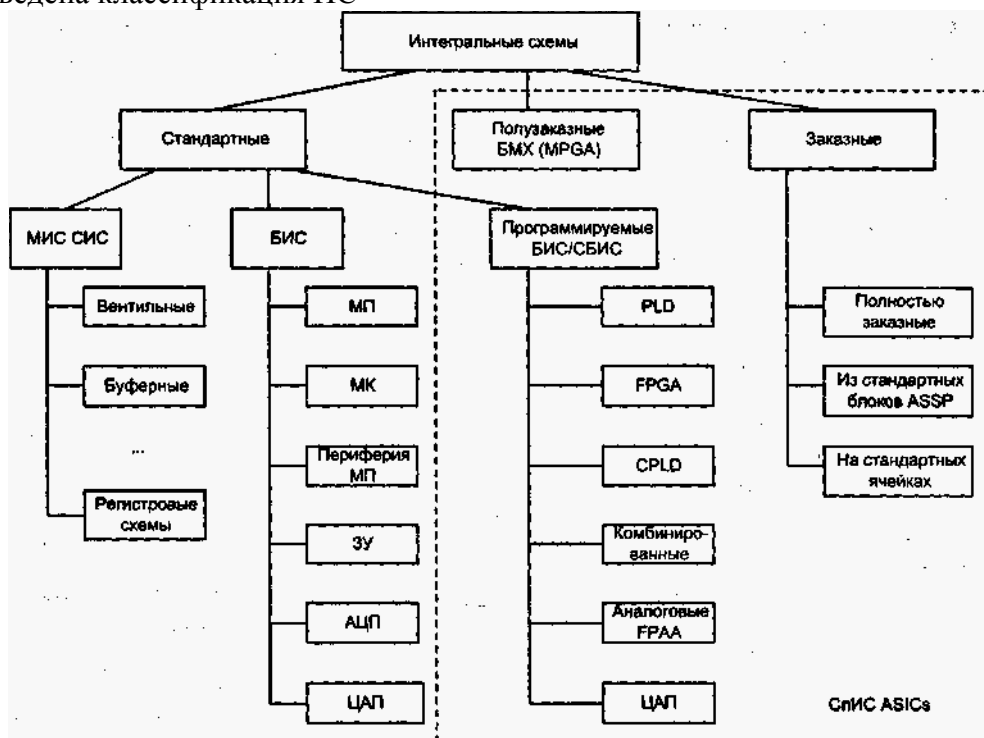 ведена классификация ИС
Интегральные схемы
Стандартные
Полузаказные
БМХ (MPGA)
Заказные
МИС СИС
БИС
Программируемые
БИС/СБИС
Вентильные
Буферные
...
Регистровые
схемы
МП
МК
Периферия
МП
ЗУ
АЦП
ЦАП
PLD
FPGA
CPLD
Комбиниро-
ванные
Аналоговые
FPAA
ЦАП
Полностью
заказные
Из стандартных
блоков ASSP
На стандартных
ячейках
СпИС ASICs